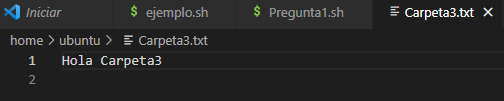 Iniciar $ ejemplo.sh $ Pregunta1.sh Carpeta3.txt ×
home > ubuntu > Carpeta3.txt
1 Hola Carpeta3
2